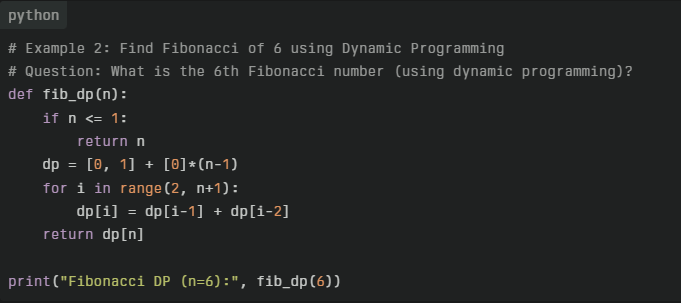 python
# Example 2: Find Fibonacci of 6 using Dynamic Programming
# Question: What is the 6th Fibonacci number (using dynamic programming)?
def fib_dp(n):
    if n <= 1:
        return n
    dp = [0, 1] + [0]*(n-1)
    for i in range(2, n+1):
        dp[i] = dp[i-1] + dp[i-2]
    return dp[n]
print("Fibonacci DP (n=6):", fib_dp(6))